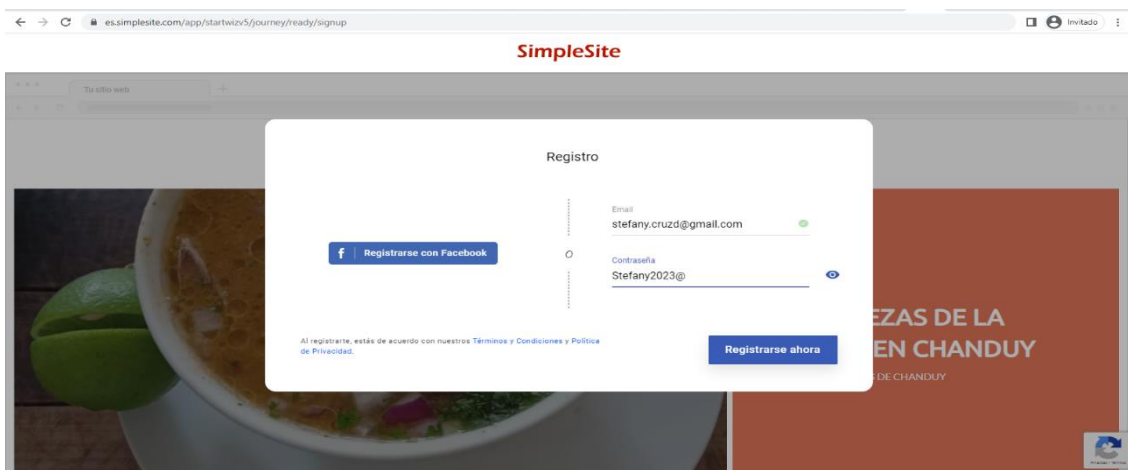 es.simplesite.com/app/startwizv5/journey/ready/signup
Invitado
SimpleSite
Tu sitio web
Registro
Email
stefany.cruzd@gmail.com
f Registrarse con Facebook
O
Contraseña
Stefany2023@
EZAS DE LA
EN CHANDUY
DE CHANDUY
Al registrarte, estás de acuerdo con nuestros Términos y Condiciones y Política
de Privacidad.
Registrarse ahora